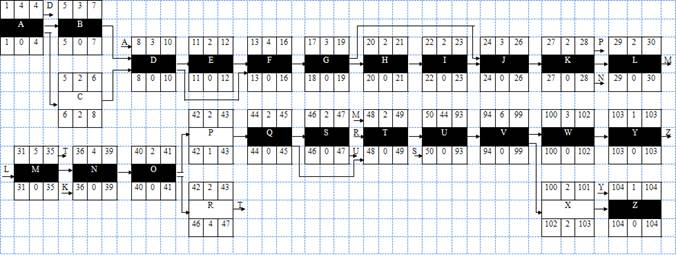 1 4 4 D 5 3 7
A B
1 0 4 5 0 7
A 8 3 10 11 2 12 13 4 16 17 3 19 20 2 21 22 2 23 24 3 26 27 2 28 P 29 2 30
D E F G H I J K L M
8 0 10 11 0 12 13 0 16 18 0 19 20 0 21 22 0 23 24 0 26 27 0 28 N 29 0 30
5 2 6
C
6 2 8
42 2 43 44 2 45 46 2 47 M 48 2 49 50 44 93 94 6 99 100 3 102 103 1 103
P Q S R T U V W Y Z
42 1 43 44 0 45 46 0 47 U 48 0 49 S 50 0 93 94 0 99 100 0 102 103 0 103
31 5 35 T 36 4 39 40 2 41
L M N O
31 0 35 K 36 0 39 40 0 41
42 2 43
R T
46 4 47
100 2 101 Y 104 1 104
X Z
102 2 103 104 0 104